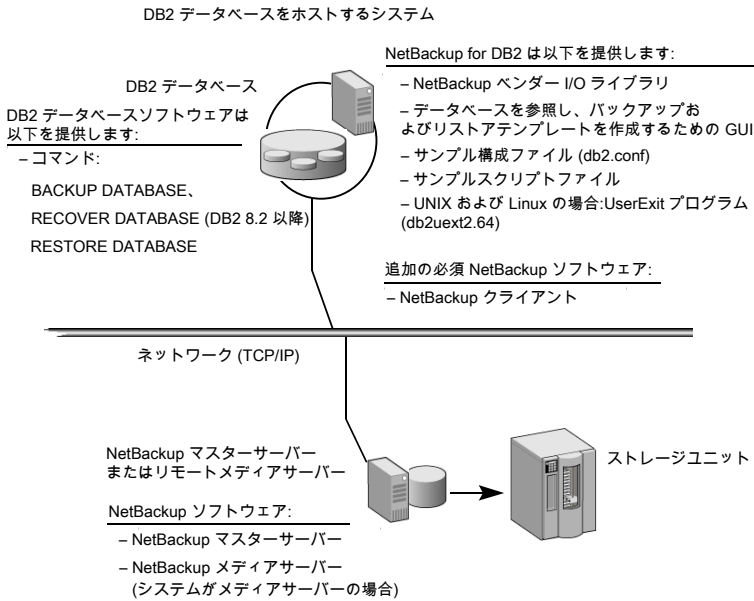 DB2 データベースをホストするシステム
DB2 データベース
DB2 データベースソフトウェアは
以下を提供します:
– コマンド:
BACKUP DATABASE、
RECOVER DATABASE (DB2 8.2 以降)
RESTORE DATABASE
NetBackup for DB2 は以下を提供します:
– NetBackup ベンダー I/O ライブラリ
– データベースを参照し、バックアップお
よびリストアテンプレートを作成するための GUI
– サンプル構成ファイル (db2.conf)
– サンプルスクリプトファイル
– UNIX および Linux の場合:UserExit プログラム
(db2uext2.64)
追加の必須 NetBackup ソフトウェア:
– NetBackup クライアント
ネットワーク (TCP/IP)
NetBackup マスターサーバー
またはリモートメディアサーバー
NetBackup ソフトウェア:
– NetBackup マスターサーバー
– NetBackup メディアサーバー
(システムがメディアサーバーの場合)
ストレージユニット